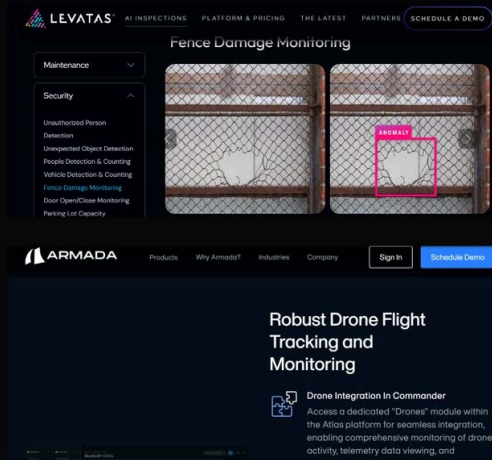 LEVATAS
AI INSPECTIONS
PLATFORM & PRICING
THE LATEST
PARTNERS
SCHEDULE A DEMO
Fence Damage Monitoring
Maintenance
Security
Unauthorized Person
Detection
Unexpected Object Detection
People Detection & Counting
Vehicle Detection & Counting
Fence Damage Monitoring
Door Open/Close Monitoring
Parking Lot Capacity
ANOMALY
ARMADA
Products
Why Armada?
Industries
Company
Sign In
Schedule Demo
Robust Drone Flight
Tracking and
Monitoring
Drone Integration In Commander
Access a dedicated "Drones" module within
the Atlas platform for seamless integration,
enabling comprehensive monitoring of drone
activity, telemetry data viewing, and